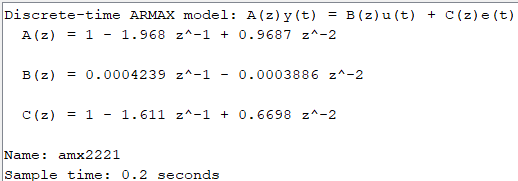 Discrete-time ARMAX model: A(z)y(t) = B(z)u(t) + C(z)e(t)
A(z) = 1 - 1.968 z^-1 + 0.9687 z^-2
B(z) = 0.0004239 z^-1 - 0.0003886 z^-2
C(z) = 1 - 1.611 z^-1 + 0.6698 z^-2
Name: amx2221
Sample time: 0.2 seconds